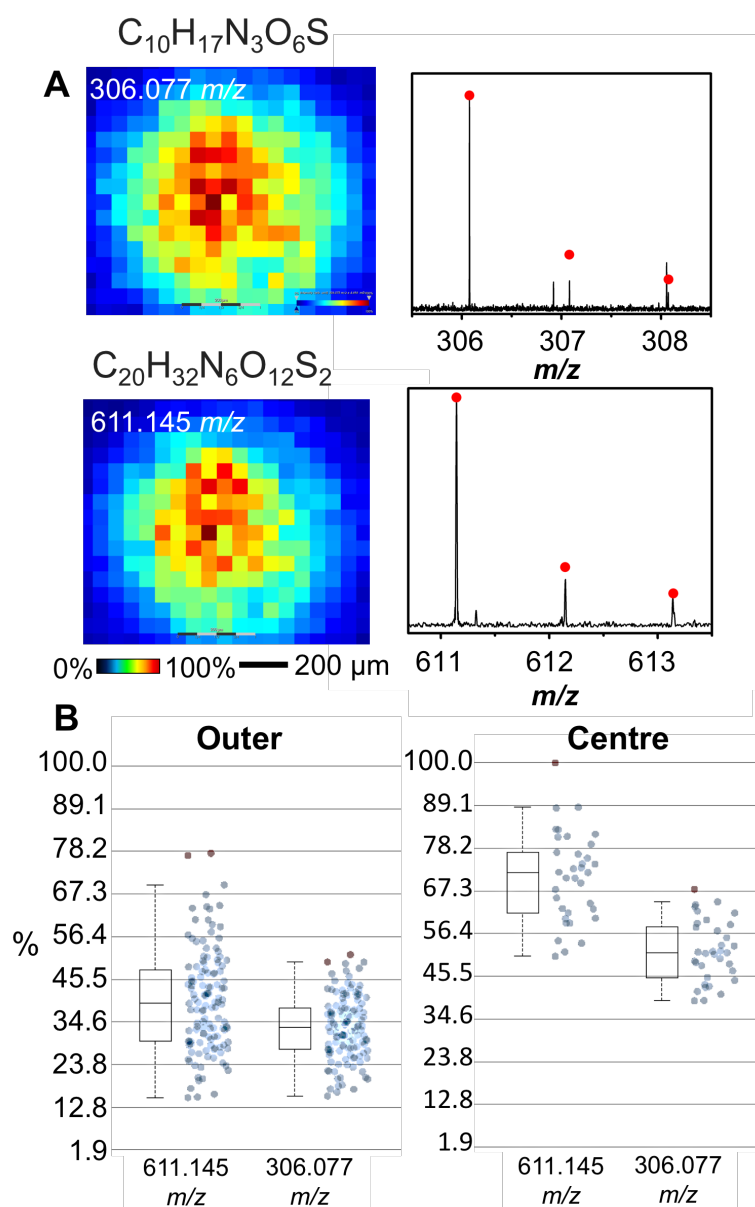 C₁₀H₁₇N₃O₆S
A
306.077 m/z
306 307 308
m/z
C₂₀H₃₂N₆O₁₂S₂
611.145 m/z
611 612 613
m/z
0% 100% 200 µm
B
Outer
Centre
%
100.0
89.1
78.2
67.3
56.4
45.5
34.6
23.8
12.8
1.9
611.145 306.077
m/z m/z
100.0
89.1
78.2
67.3
56.4
45.5
34.6
23.8
12.8
1.9
611.145 306.077
m/z m/z